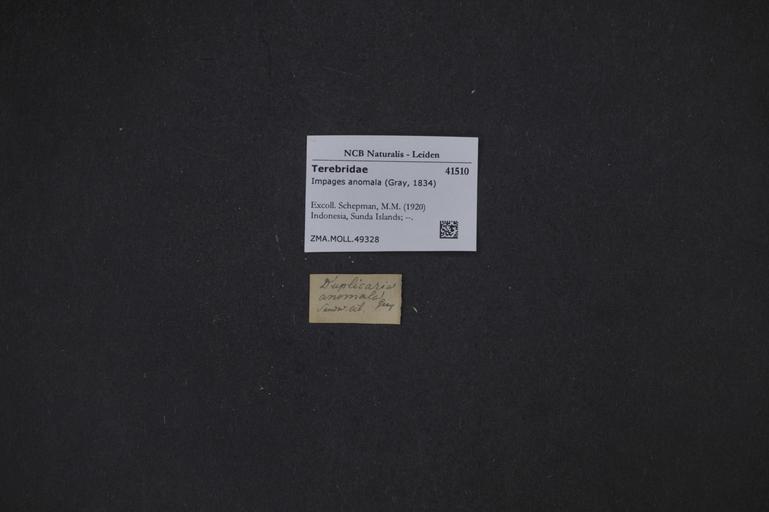 NCB Naturalis - Leiden
Terebridae 41510
Impages anomala (Gray, 1834)
Excoll. Schepman, M.M. (1920)
Indonesia, Sunda Islands; --.
ZMA.MOLL.49328
Duplicaria
anomala
Gray